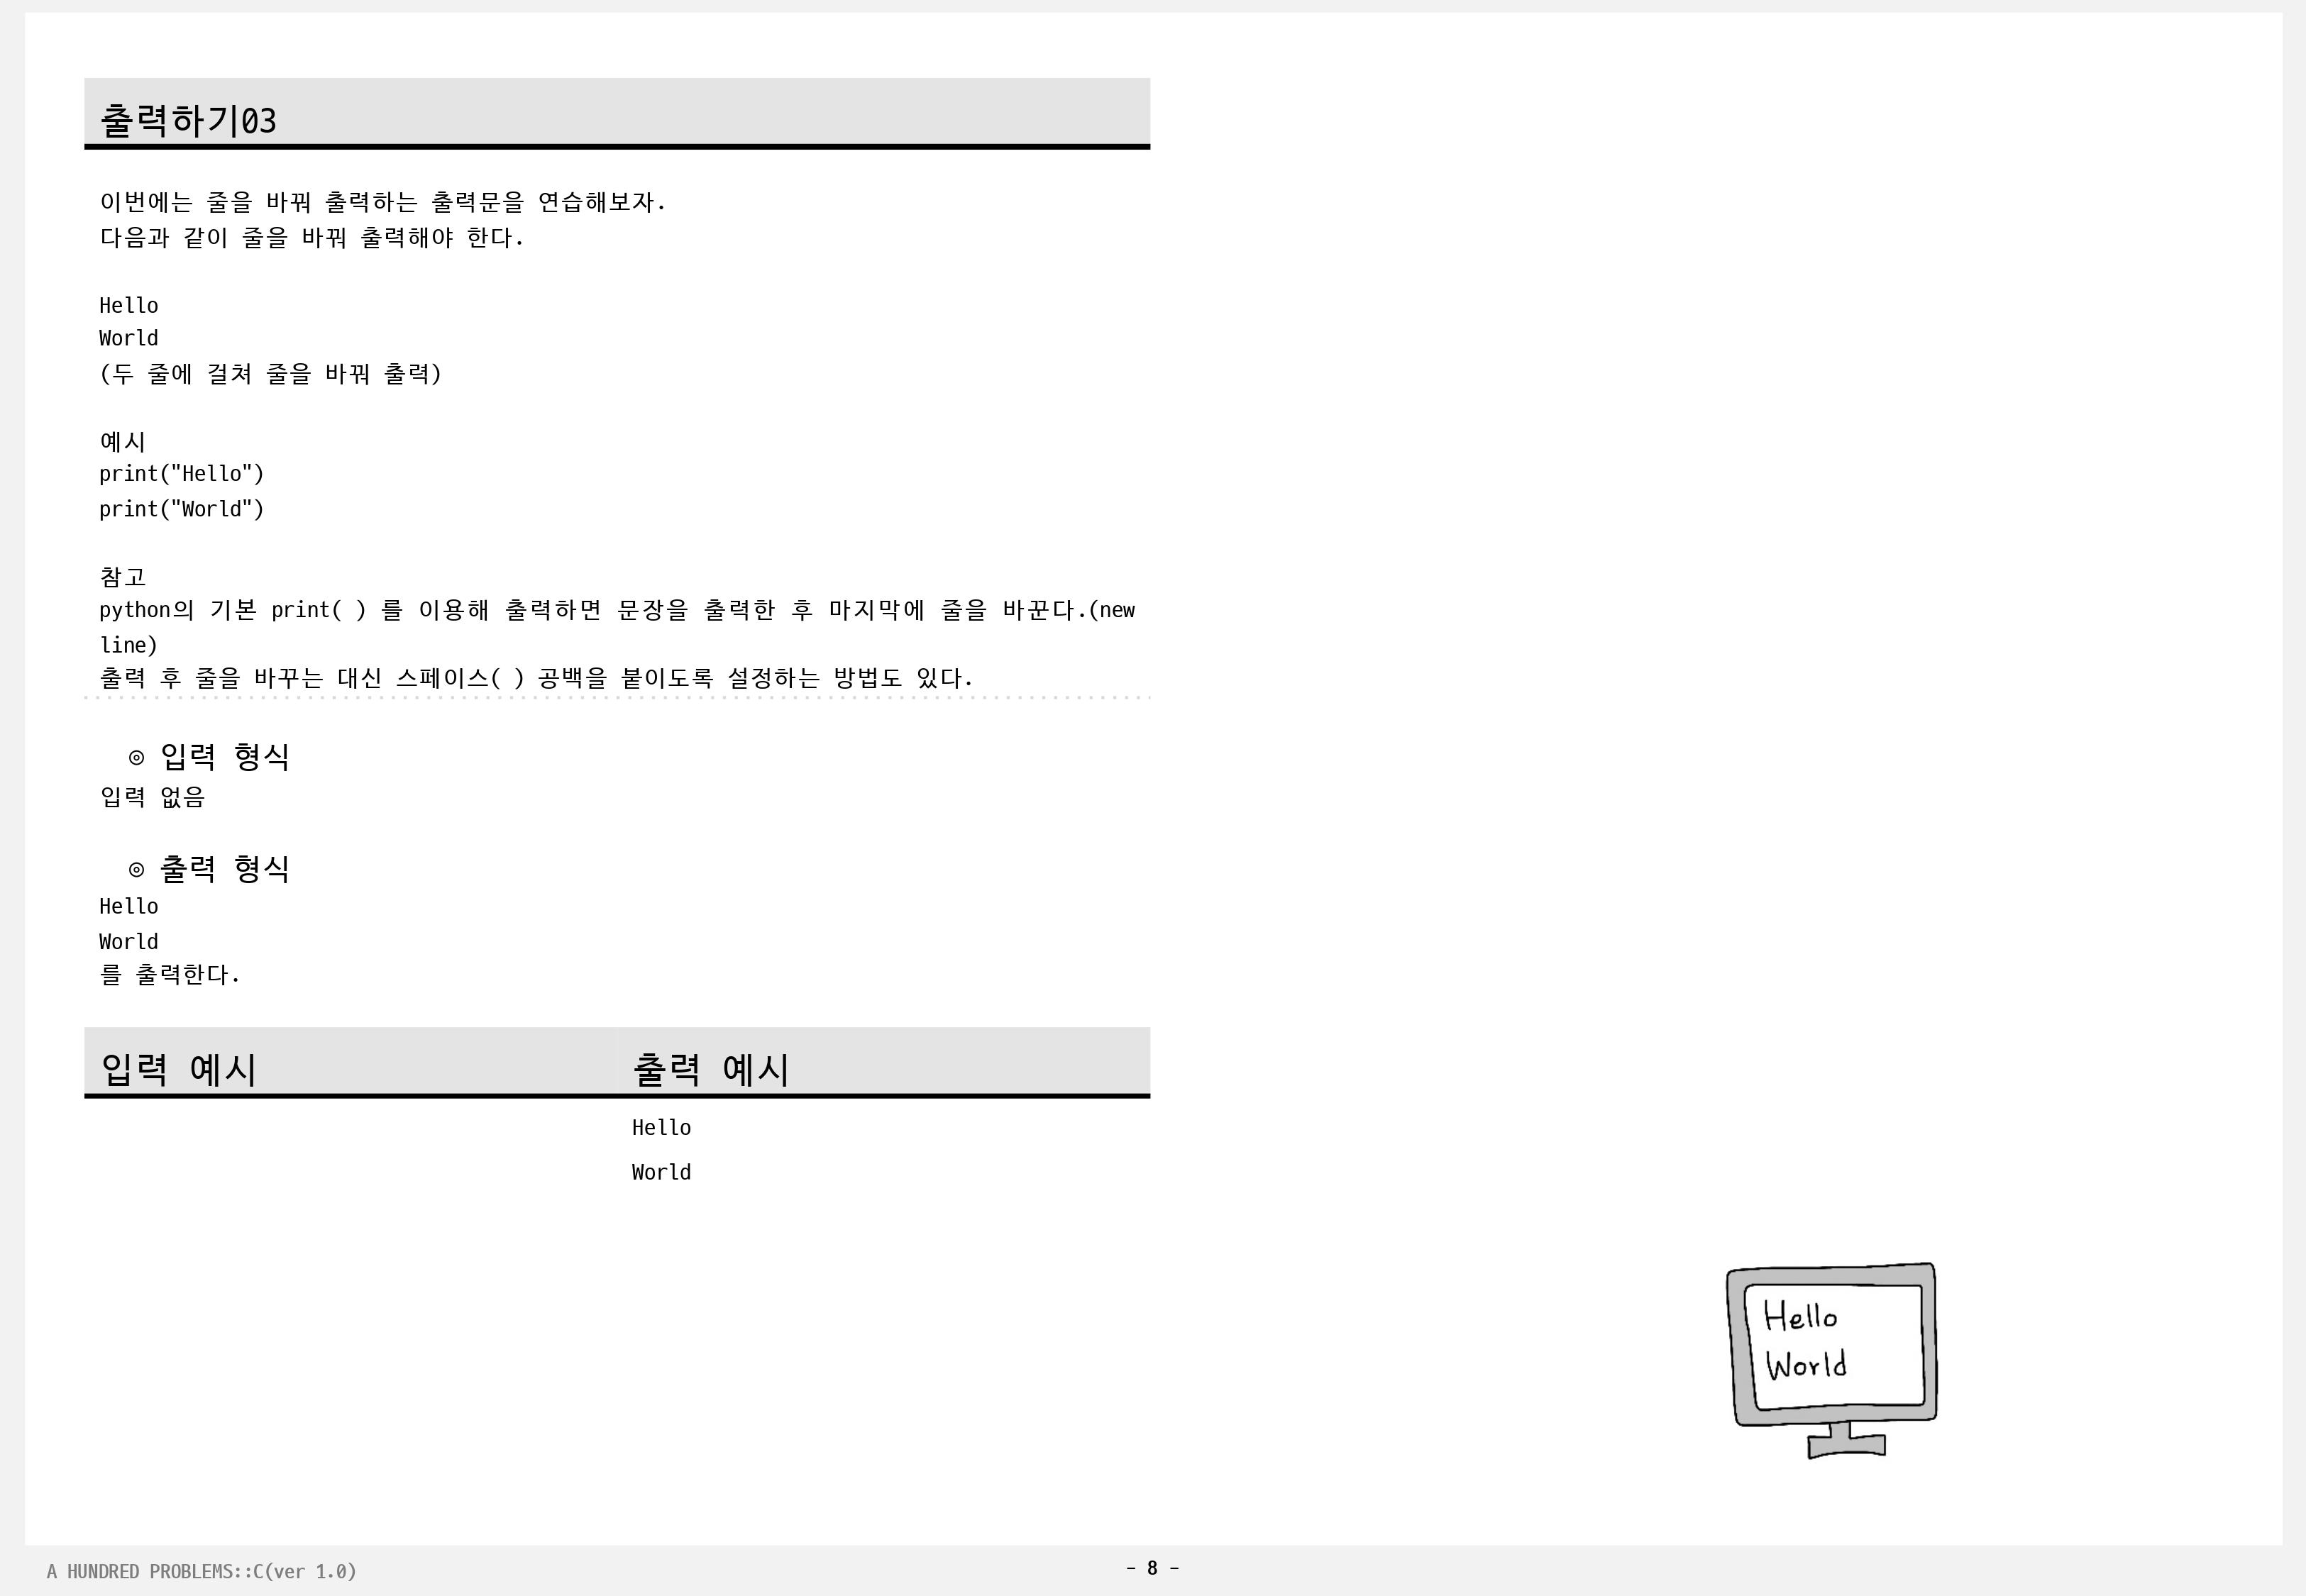 출력하기03
이번에는 줄을 바꿔 출력하는 출력문을 연습해보자.
다음과 같이 줄을 바꿔 출력해야 한다.
Hello
World
(두 줄에 걸쳐 줄을 바꿔 출력)
예시
print("Hello")
print("World")
참고
python의 기본 print( ) 를 이용해 출력하면 문장을 출력한 후 마지막에 줄을 바꾼다.(new
line)
출력 후 줄을 바꾸는 대신 스페이스( ) 공백을 붙이도록 설정하는 방법도 있다.
◎ 입력 형식
입력 없음
◎ 출력 형식
Hello
World
를 출력한다.
입력 예시 출력 예시
Hello
World
Hello
World
A HUNDRED PROBLEMS::C(ver 1.0) - 8 -